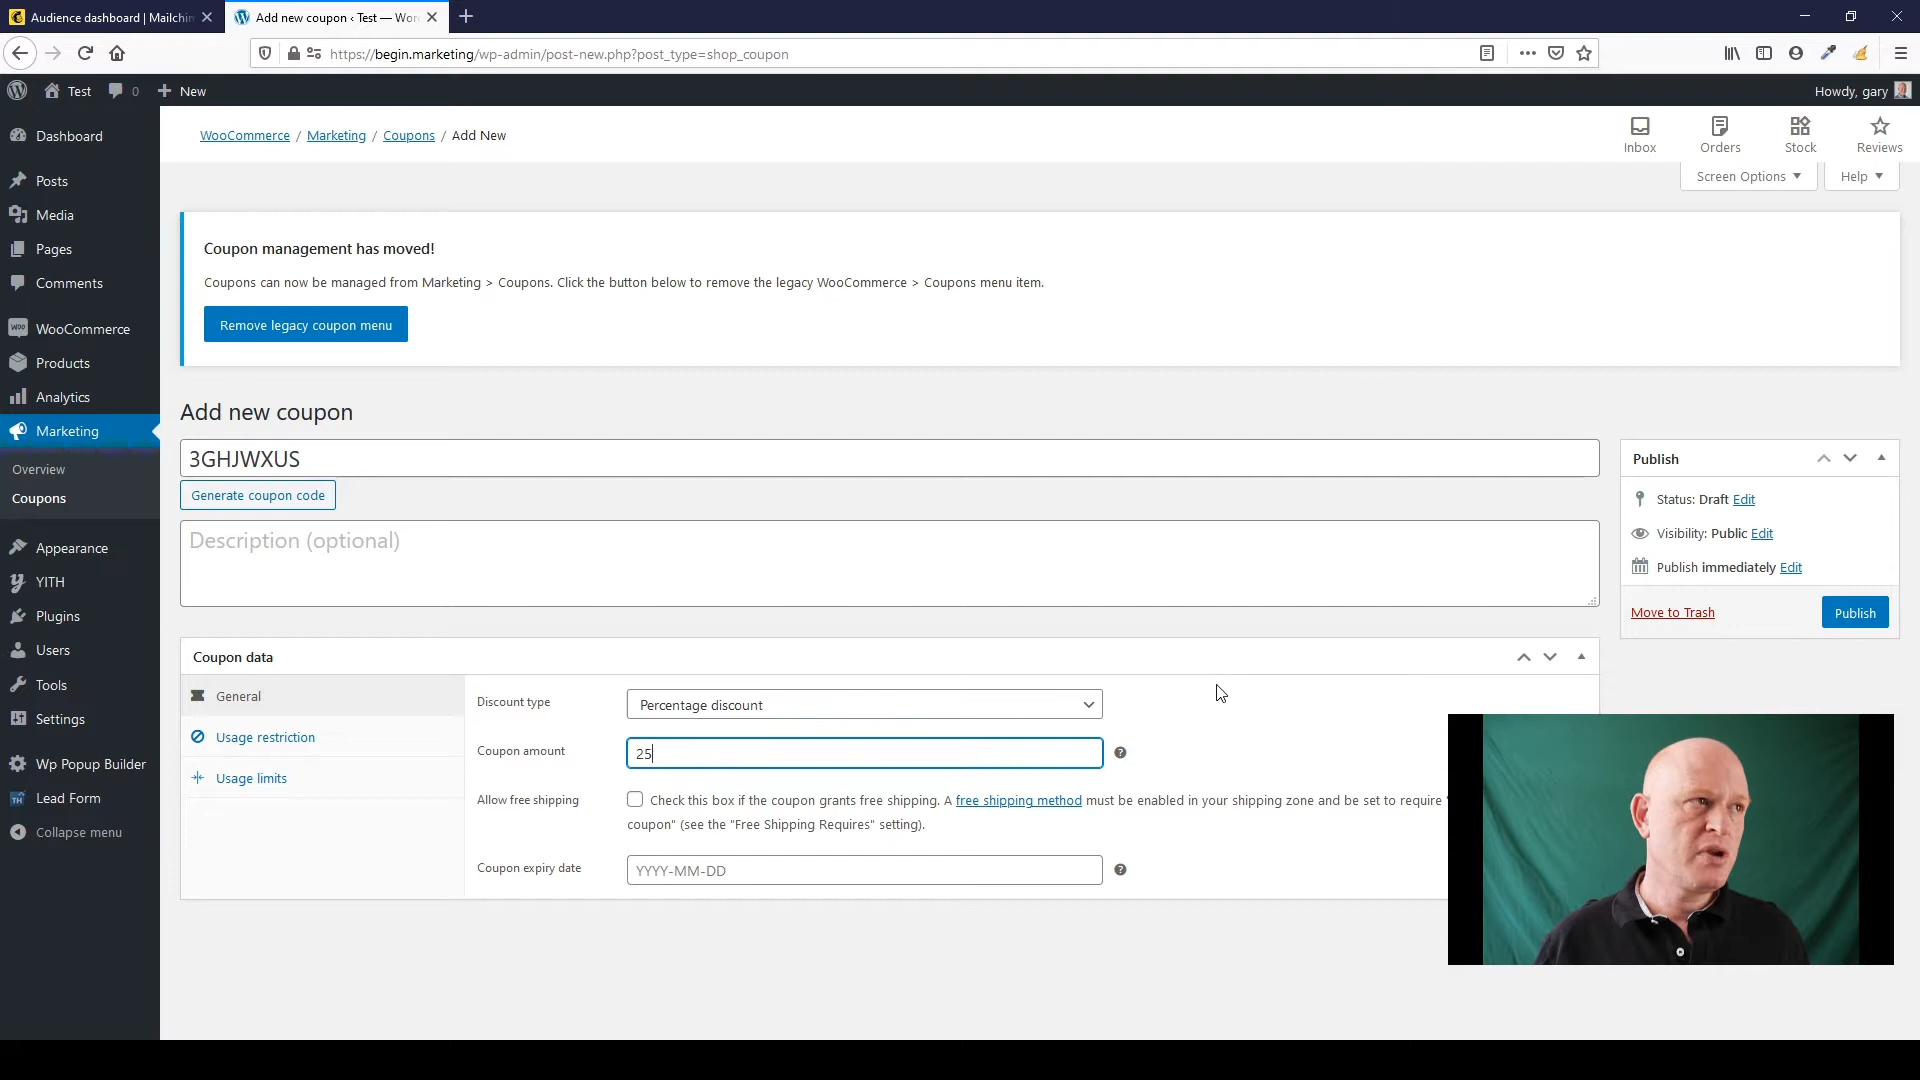 Audience dashboard | Mailchim
Add new coupon ‹ Test — Wor
https://begin.marketing/wp-admin/post-new.php?post_type=shop_coupon
Test
0
New
Howdy, gary
Dashboard
Posts
Media
Pages
Comments
WooCommerce
Products
Analytics
Marketing
Overview
Coupons
Appearance
YITH
Plugins
Users
Tools
Settings
Wp Popup Builder
Lead Form
Collapse menu
WooCommerce / Marketing / Coupons / Add New
Inbox
Orders
Stock
Reviews
Screen Options
Help
Coupon management has moved!
Coupons can now be managed from Marketing > Coupons. Click the button below to remove the legacy WooCommerce > Coupons menu item.
Remove legacy coupon menu
Add new coupon
3GHJWXUS
Generate coupon code
Description (optional)
Publish
Status: Draft Edit
Visibility: Public Edit
Publish immediately Edit
Move to Trash
Publish
Coupon data
General
Usage restriction
Usage limits
Discount type
Percentage discount
Coupon amount
25
Allow free shipping
Check this box if the coupon grants free shipping. A free shipping method must be enabled in your shipping zone and be set to require "
coupon" (see the "Free Shipping Requires" setting).
Coupon expiry date
YYYY-MM-DD